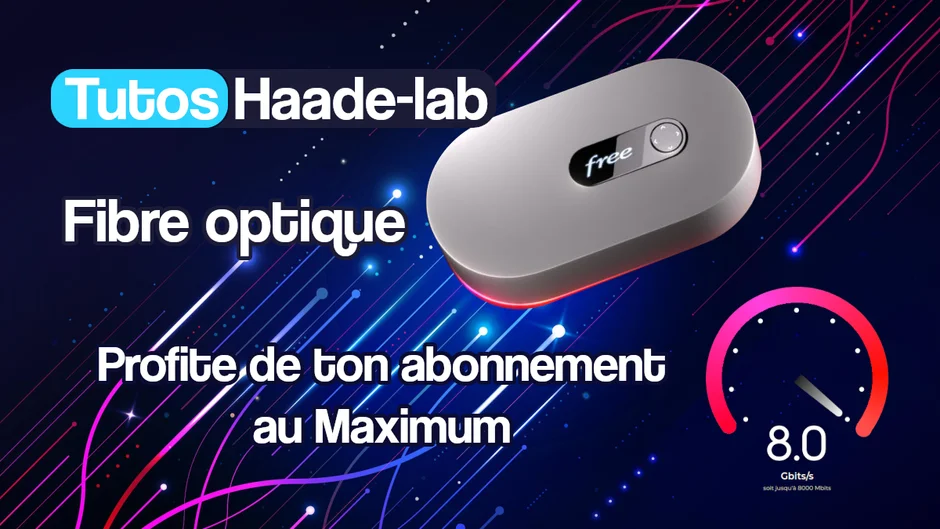 Tutos Haade-lab
free
Fibre optique
Profite de ton abonnement
au Maximum
8.0
Gbits/s
soit jusqu'à 8000 Mbits